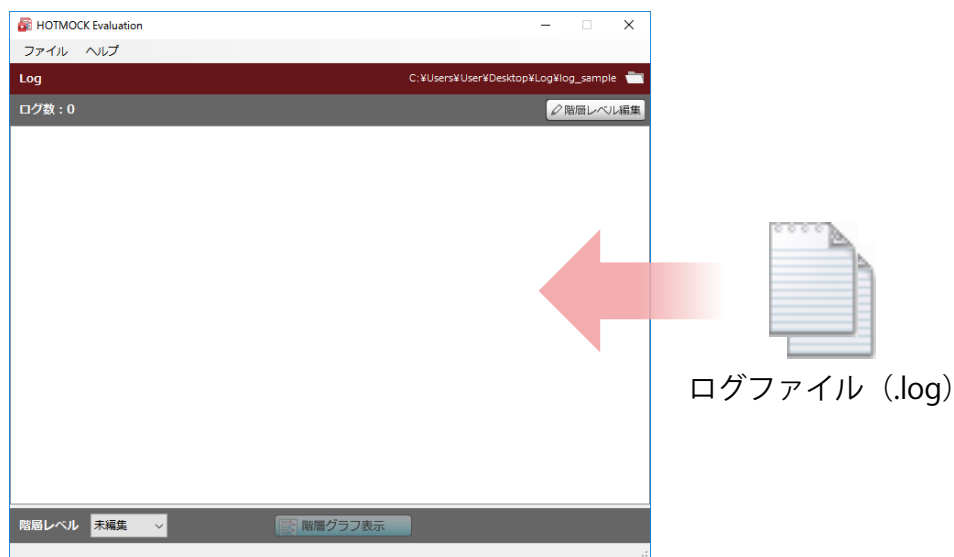 HOTMOCK Evaluation
ファイル ヘルプ
Log C:¥Users¥User¥Desktop¥Log¥log_sample
ログ数：0 階層レベル編集
ログファイル（.log）
階層レベル 未編集 階層グラフ表示